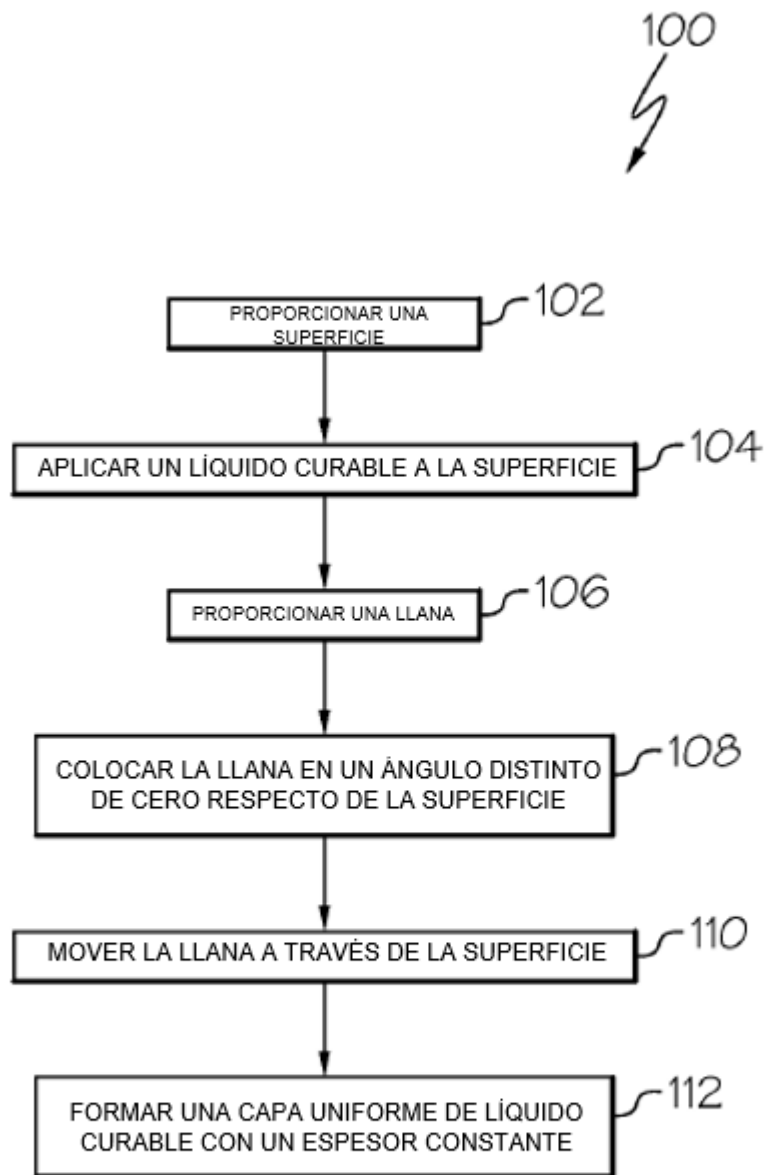 100
PROPORCIONAR UNA
SUPERFICIE
102
APLICAR UN LÍQUIDO CURABLE A LA SUPERFICIE
104
PROPORCIONAR UNA LLANA
106
COLOCAR LA LLANA EN UN ÁNGULO DISTINTO
DE CERO RESPECTO DE LA SUPERFICIE
108
MOVER LA LLANA A TRAVÉS DE LA SUPERFICIE
110
FORMAR UNA CAPA UNIFORME DE LÍQUIDO
CURABLE CON UN ESPESOR CONSTANTE
112